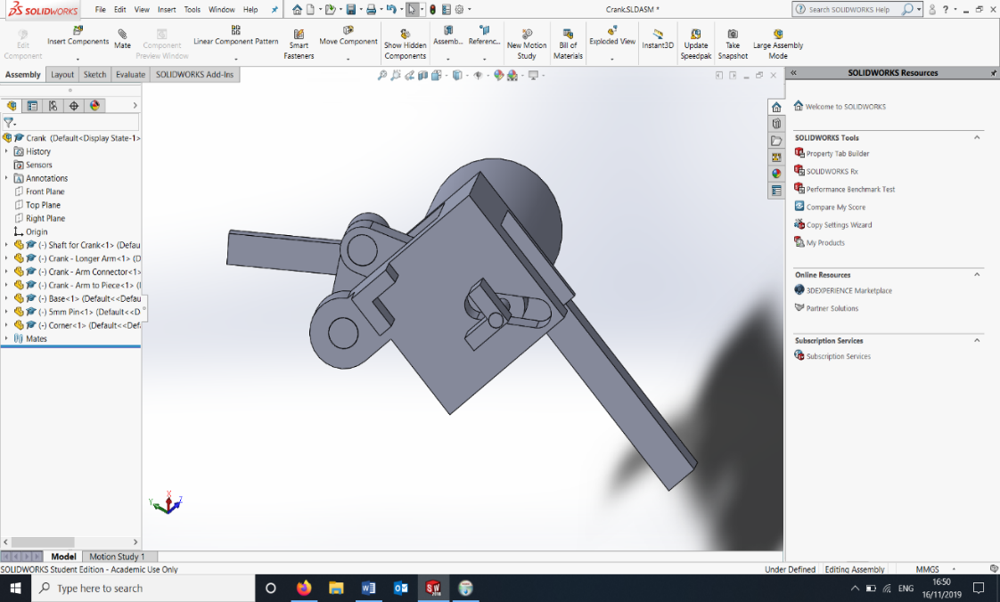 SOLIDWORKS File Edit View Insert Tools Window Help Crank.SLDASM * Search SOLIDWORKS Help
Edit Component
Insert Components
Mate
Component Preview Window
Linear Component Pattern
Smart Fasteners
Move Component
Show Hidden Components
Assemb...
Referenc...
New Motion Study
Bill of Materials
Exploded View
Instant3D
Update Speedpak
Take Snapshot
Large Assembly Mode
Assembly Layout Sketch Evaluate SOLIDWORKS Add-Ins
Crank (Default<Display State-1>
History
Sensors
Annotations
Front Plane
Top Plane
Right Plane
Origin
(-) Shaft for Crank<1> (Defau
(-) Crank - Longer Arm<1> (D
(-) Crank - Arm Connector<1>
(-) Crank - Arm to Piece<1> (
(-) Base<1> (Default<<Defau
(-) 5mm Pin<1> (Default<<D
(-) Corner<1> (Default<<Def
Mates
X
Y
Z
SOLIDWORKS Resources
Welcome to SOLIDWORKS
SOLIDWORKS Tools
Property Tab Builder
SOLIDWORKS Rx
Performance Benchmark Test
Compare My Score
Copy Settings Wizard
My Products
Online Resources
3DEXPERIENCE Marketplace
Partner Solutions
Subscription Services
Subscription Services
Model Motion Study 1
SOLIDWORKS Student Edition - Academic Use Only Under Defined Editing Assembly MMGS
Type here to search
ENG
16:50
16/11/2019